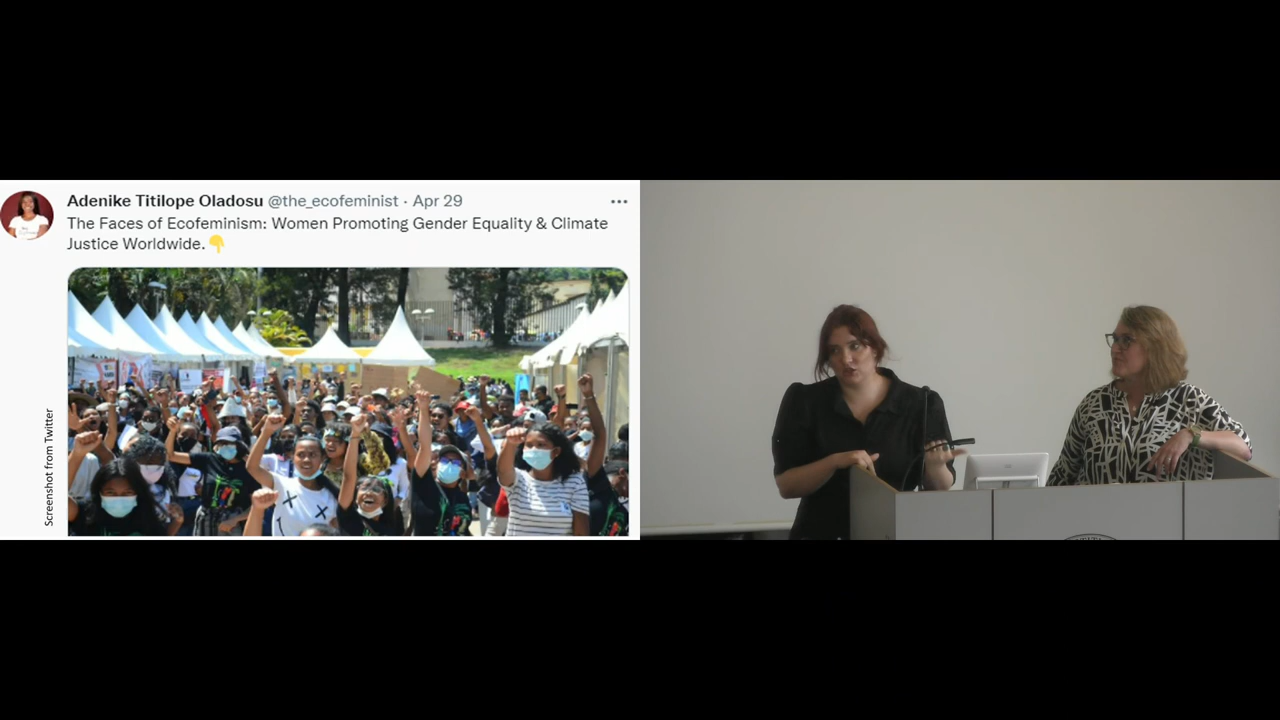 Adenike Titilope Oladosu @the_ecofeminist · Apr 29
The Faces of Ecofeminism: Women Promoting Gender Equality & Climate
Justice Worldwide.👇
Screenshot from Twitter